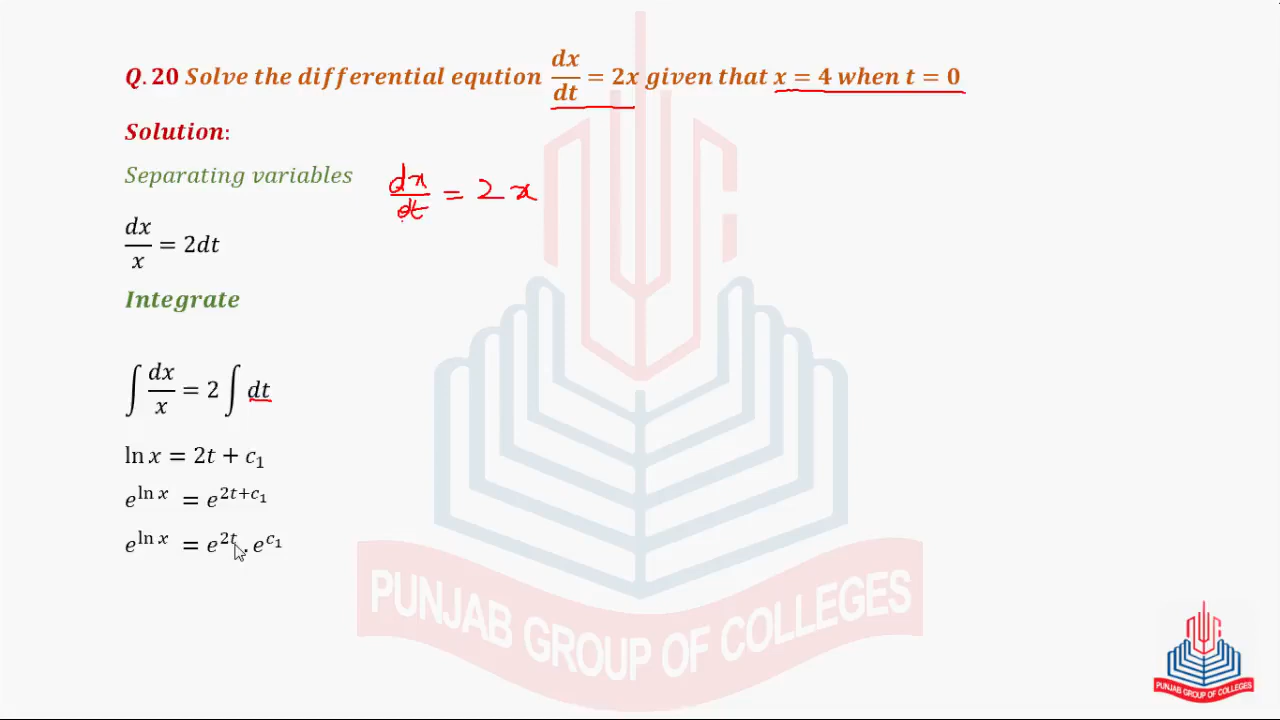 Q. 20 Solve the differential eqution dx/dt = 2x given that x = 4 when t = 0
Solution:
Separating variables
dx/dt = 2x
dx/x = 2dt
Integrate
∫ dx/x = 2 ∫ dt
ln x = 2t + c₁
e^(ln x) = e^(2t+c₁)
e^(ln x) = e^(2t) . e^(c₁)
PUNJAB GROUP OF COLLEGES
PUNJAB GROUP OF COLLEGES